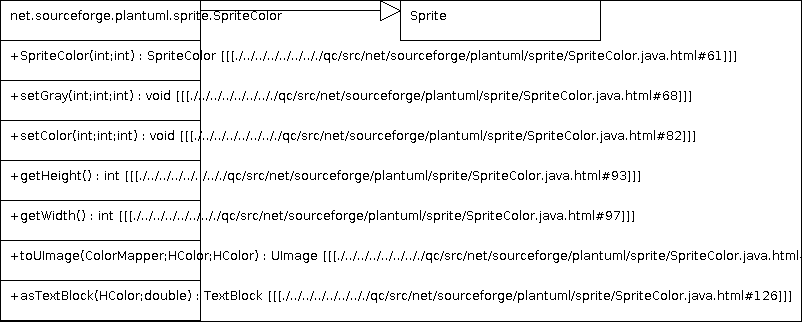 net.sourceforge.plantuml.sprite.SpriteColor
Sprite
+SpriteColor(int;int) : SpriteColor [[[./../../../../../../../qc/src/net/sourceforge/plantuml/sprite/SpriteColor.java.html#61]]]
+setGray(int;int;int) : void [[[./../../../../../../../qc/src/net/sourceforge/plantuml/sprite/SpriteColor.java.html#68]]]
+setColor(int;int;int) : void [[[./../../../../../../../qc/src/net/sourceforge/plantuml/sprite/SpriteColor.java.html#82]]]
+getHeight() : int [[[./../../../../../../../qc/src/net/sourceforge/plantuml/sprite/SpriteColor.java.html#93]]]
+getWidth() : int [[[./../../../../../../../qc/src/net/sourceforge/plantuml/sprite/SpriteColor.java.html#97]]]
+toUImage(ColorMapper;HColor;HColor) : UImage [[[./../../../../../../../qc/src/net/sourceforge/plantuml/sprite/SpriteColor.java.html
+asTextBlock(HColor;double) : TextBlock [[[./../../../../../../../qc/src/net/sourceforge/plantuml/sprite/SpriteColor.java.html#126]]]